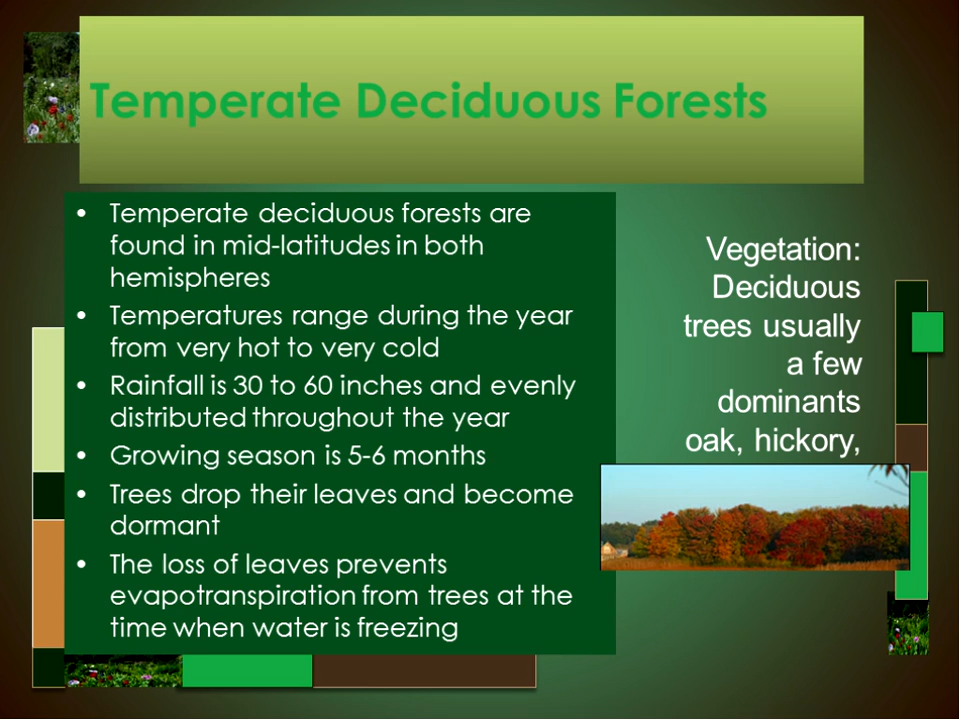 Temperate Deciduous Forests
• Temperate deciduous forests are
found in mid-latitudes in both
hemispheres
• Temperatures range during the year
from very hot to very cold
• Rainfall is 30 to 60 inches and evenly
distributed throughout the year
• Growing season is 5-6 months
• Trees drop their leaves and become
dormant
• The loss of leaves prevents
evapotranspiration from trees at the
time when water is freezing
Vegetation:
Deciduous
trees usually
a few
dominants
oak, hickory,